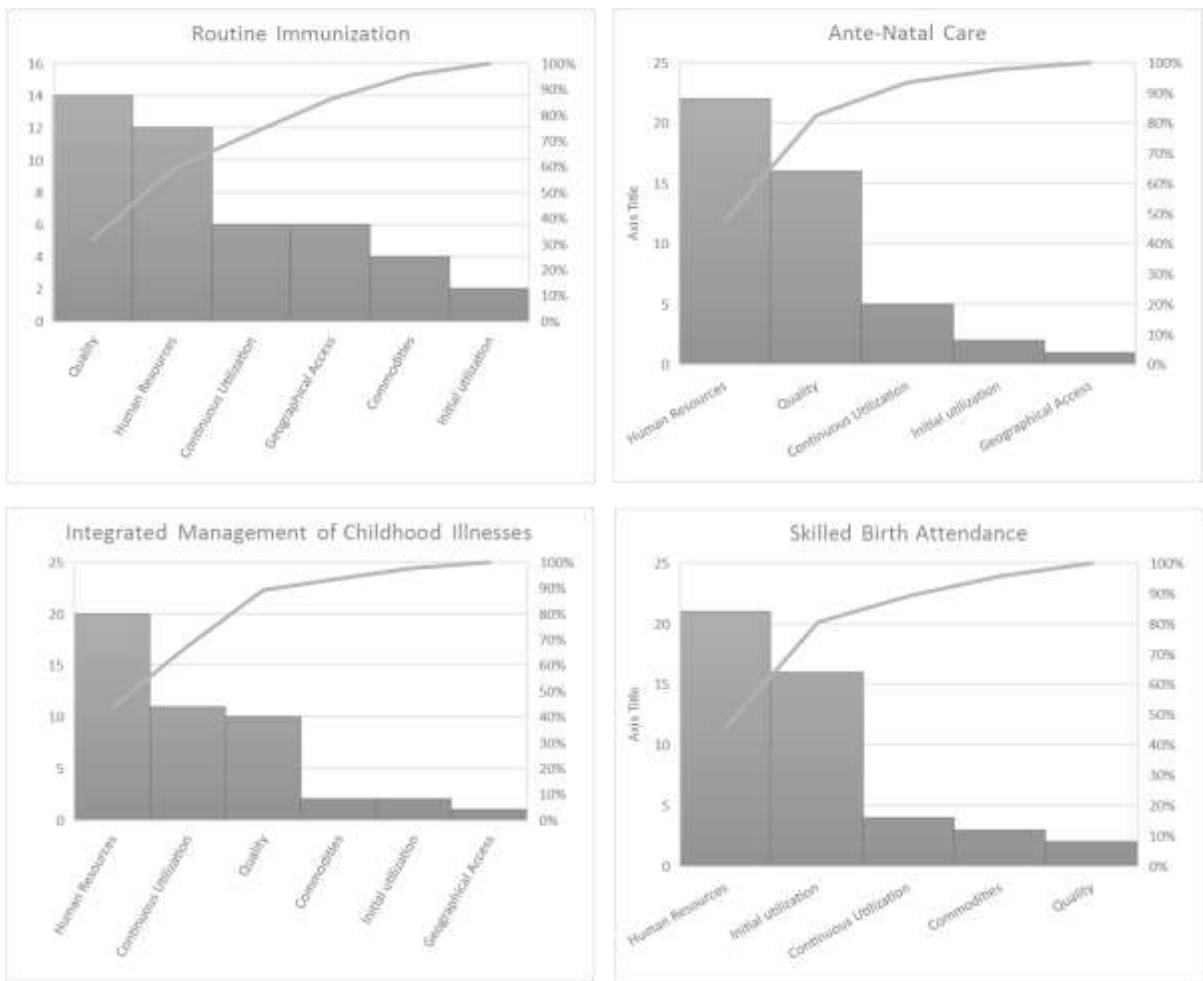 Routine Immunization
16
14
12
10
8
6
4
2
0
100%
90%
80%
70%
60%
50%
40%
30%
20%
10%
0%
Quality
Human Resources
Continuous Utilization
Geographical Access
Commodities
Initial utilization
Ante-Natal Care
Axis Title
25
20
15
10
5
0
100%
90%
80%
70%
60%
50%
40%
30%
20%
10%
0%
Human Resources
Quality
Continuous Utilization
Initial utilization
Geographical Access
Integrated Management of Childhood Illnesses
25
20
15
10
5
0
100%
90%
80%
70%
60%
50%
40%
30%
20%
10%
0%
Human Resources
Continuous Utilization
Quality
Commodities
Initial utilization
Geographical Access
Skilled Birth Attendance
Axis Title
25
20
15
10
5
0
100%
90%
80%
70%
60%
50%
40%
30%
20%
10%
0%
Human Resources
Initial utilization
Continuous Utilization
Commodities
Quality